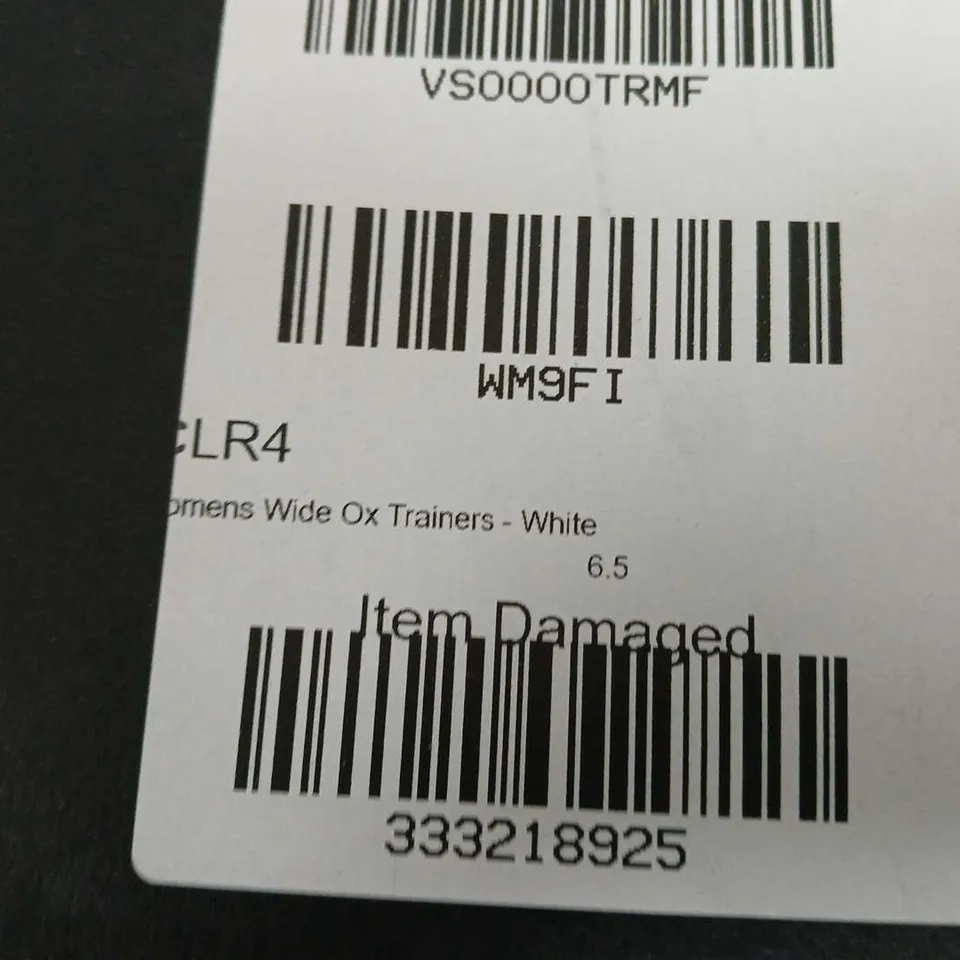 VS0000TRMF
WM9FI
CLR4
omens Wide Ox Trainers - White
6.5
Item Damaged
333218925